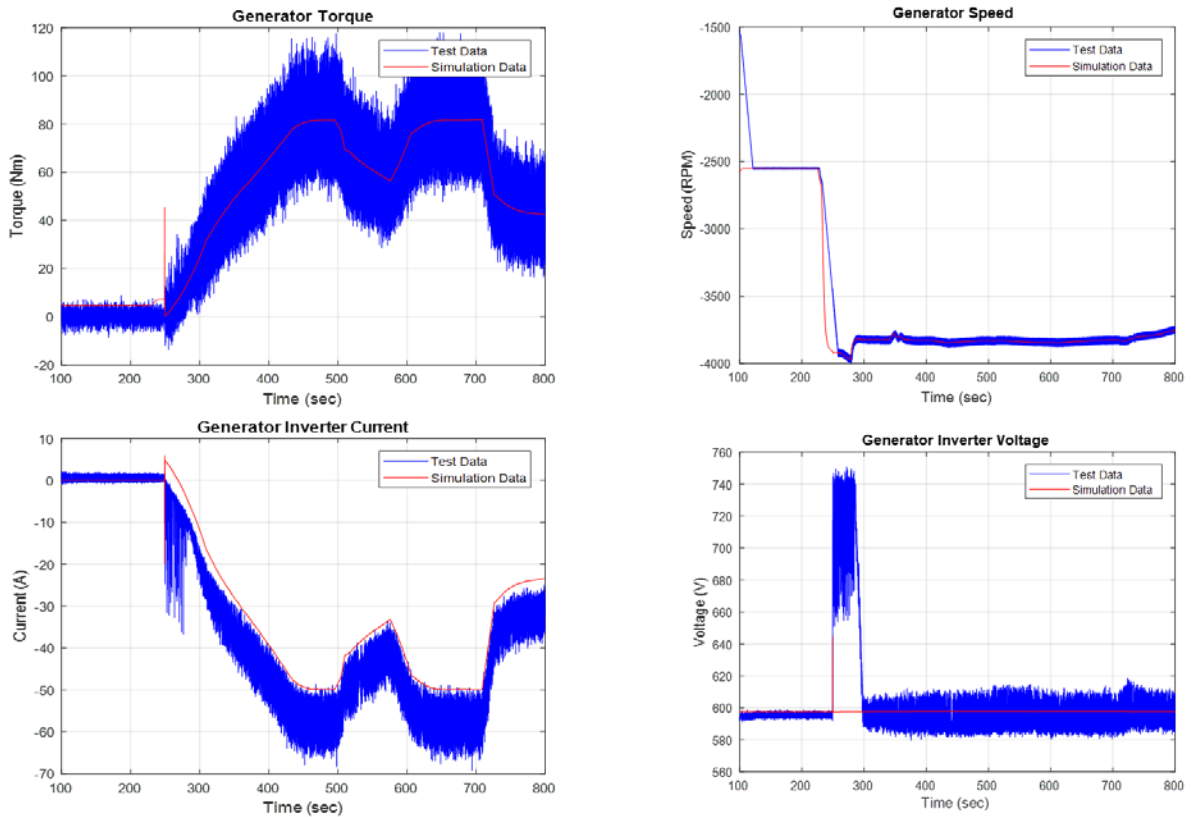 Generator Torque
Test Data
Simulation Data
Torque (Nm)
120
100
80
60
40
20
0
-20
100 200 300 400 500 600 700 800
Time (sec)
Generator Speed
Test Data
Simulation Data
Speed (RPM)
-1500
-2000
-2500
-3000
-3500
-4000
100 200 300 400 500 600 700 800
Time (sec)
Generator Inverter Current
Test Data
Simulation Data
Current (A)
10
0
-10
-20
-30
-40
-50
-60
-70
100 200 300 400 500 600 700 800
Time (sec)
Generator Inverter Voltage
Test Data
Simulation Data
Voltage (V)
760
740
720
700
680
660
640
620
600
580
560
100 200 300 400 500 600 700 800
Time (sec)